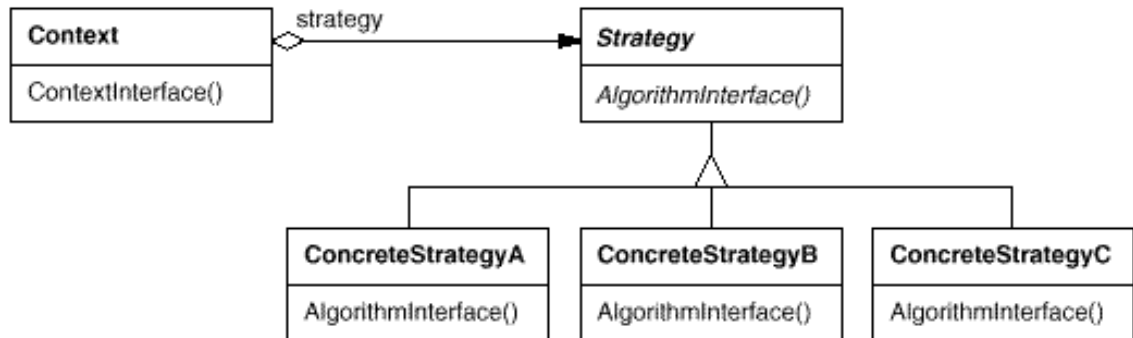 strategy
Context
Strategy
ContextInterface()
AlgorithmInterface()
ConcreteStrategyA
ConcreteStrategyB
ConcreteStrategyC
AlgorithmInterface()
AlgorithmInterface()
AlgorithmInterface()